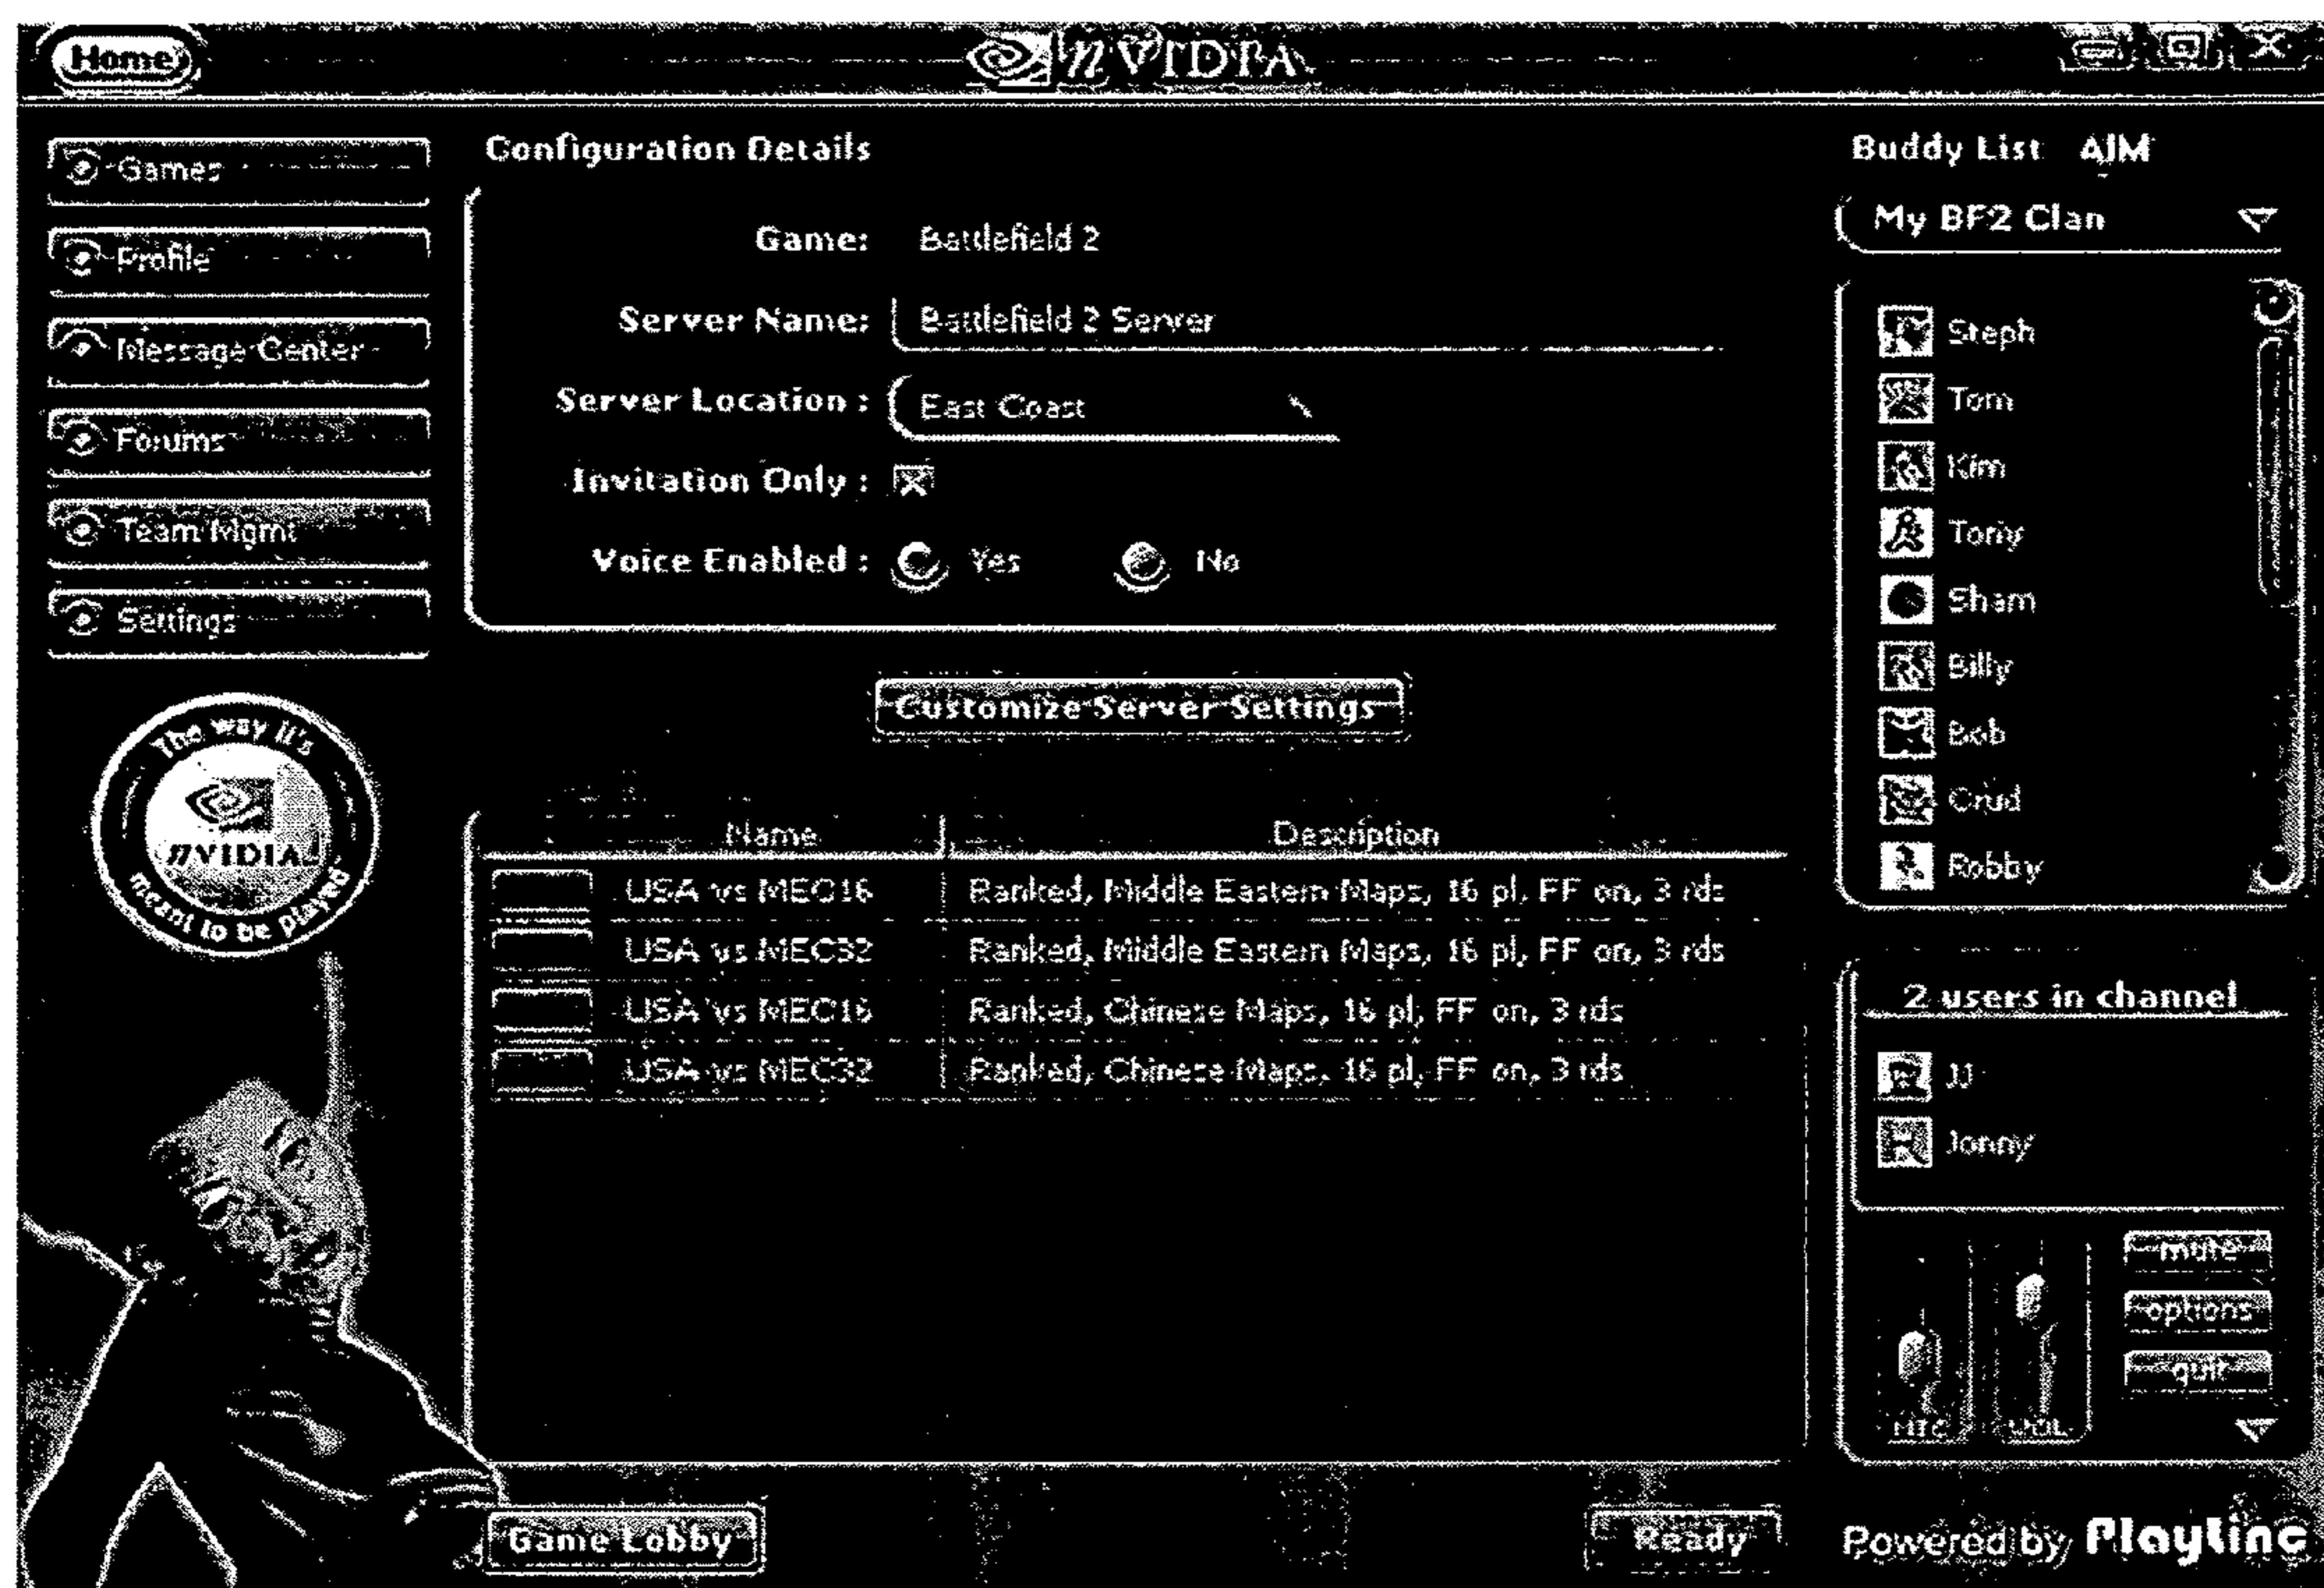 Home
nVIDIA
Games
Profile
Message Center
Forums
Team Mgmt
Settings
The way it's
nVIDIA
meant to be played
Configuration Details
Game: Battlefield 2
Server Name: Battlefield 2 Server
Server Location : East Coast
Invitation Only :
Voice Enabled : Yes No
Customize Server Settings
Name Description
USA vs MEC16 Ranked, Middle Eastern Maps, 16 pl, FF on, 3 rds
USA vs MEC32 Ranked, Middle Eastern Maps, 16 pl, FF on, 3 rds
USA vs MEC16 Ranked, Chinese Maps, 16 pl, FF on, 3 rds
USA vs MEC32 Ranked, Chinese Maps, 16 pl, FF on, 3 rds
Game Lobby
Ready
Buddy List AIM
My BF2 Clan
Steph
Tom
Kim
Tony
Sham
Billy
Bob
Crud
Robby
2 users in channel
JJ
Jonny
mute
options
quit
MIC VOL
Powered by PlayLinc